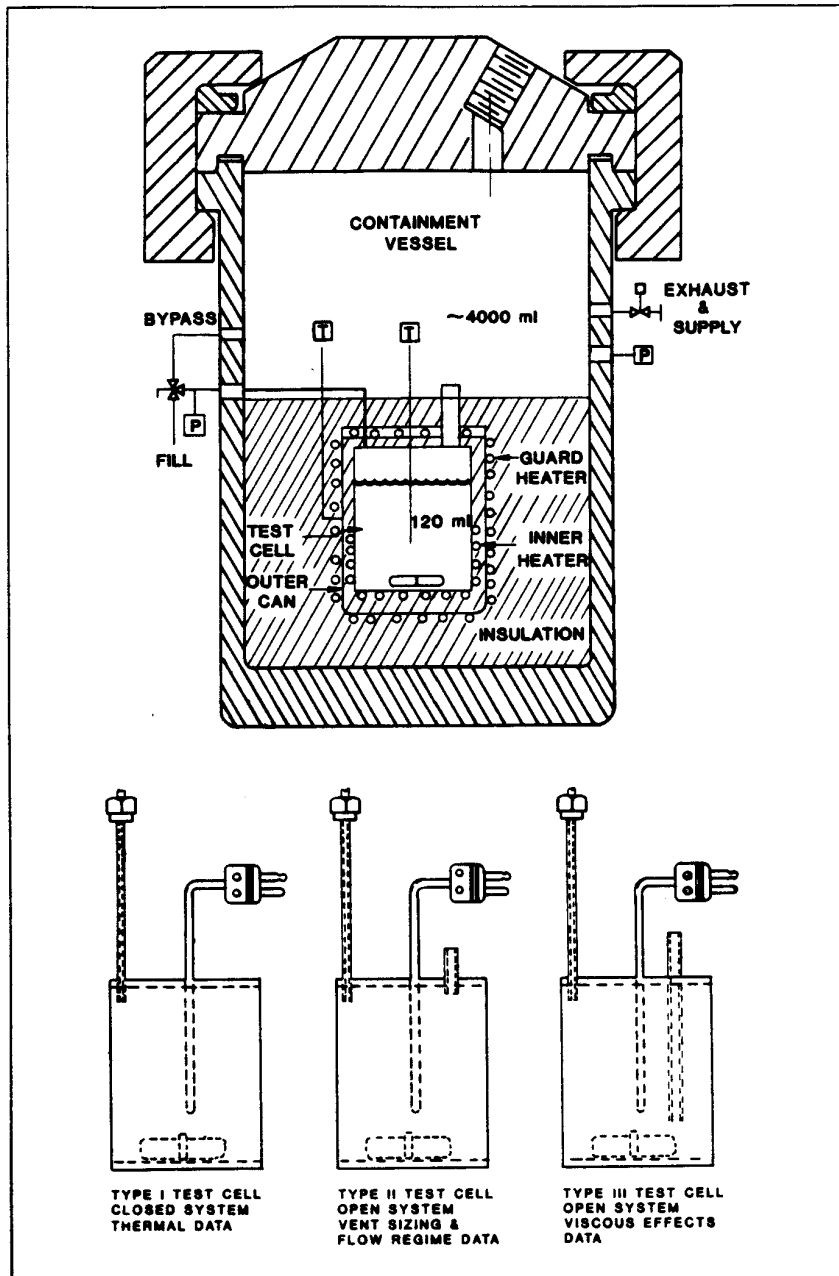 CONTAINMENT
VESSEL
BYPASS
T
T
~4000 ml
EXHAUST
&
SUPPLY
P
P
FILL
GUARD
HEATER
TEST
CELL
120 ml
INNER
HEATER
OUTER
CAN
INSULATION
TYPE I TEST CELL
CLOSED SYSTEM
THERMAL DATA
TYPE II TEST CELL
OPEN SYSTEM
VENT SIZING &
FLOW REGIME DATA
TYPE III TEST CELL
OPEN SYSTEM
VISCOUS EFFECTS
DATA